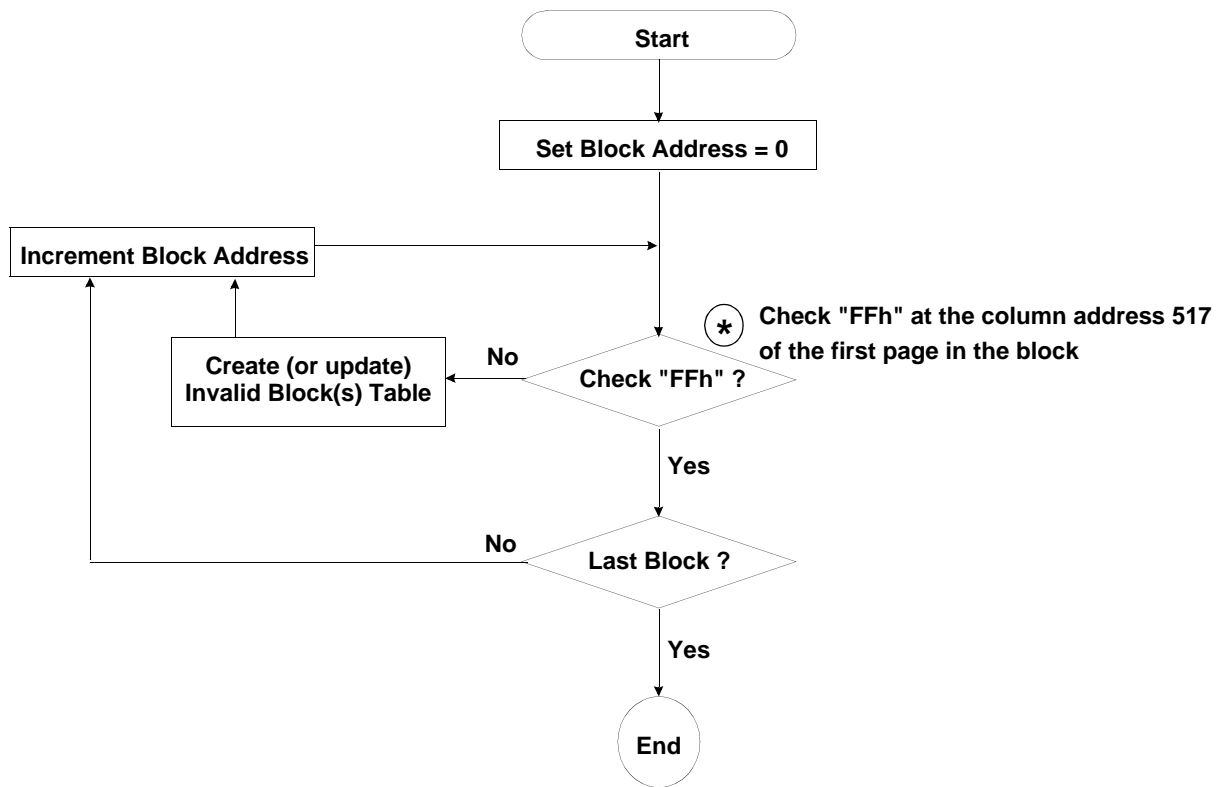 Start
Set Block Address = 0
Increment Block Address
*
Check "FFh" at the column address 517
of the first page in the block
No
Create (or update)
Invalid Block(s) Table
Check "FFh" ?
Yes
No
Last Block ?
Yes
End